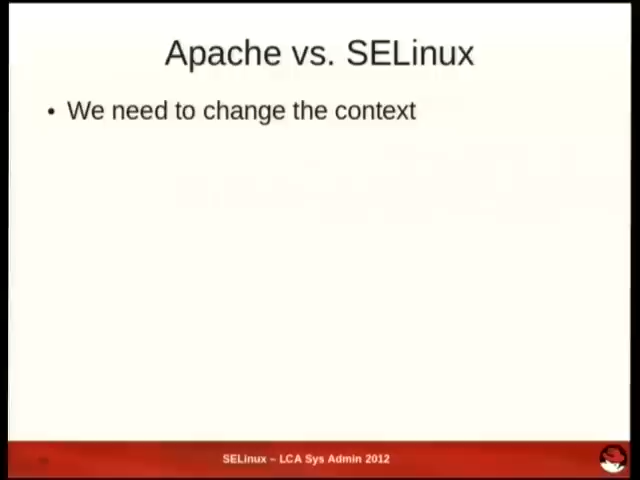 Apache vs. SELinux
• We need to change the context
SELinux – LCA Sys Admin 2012